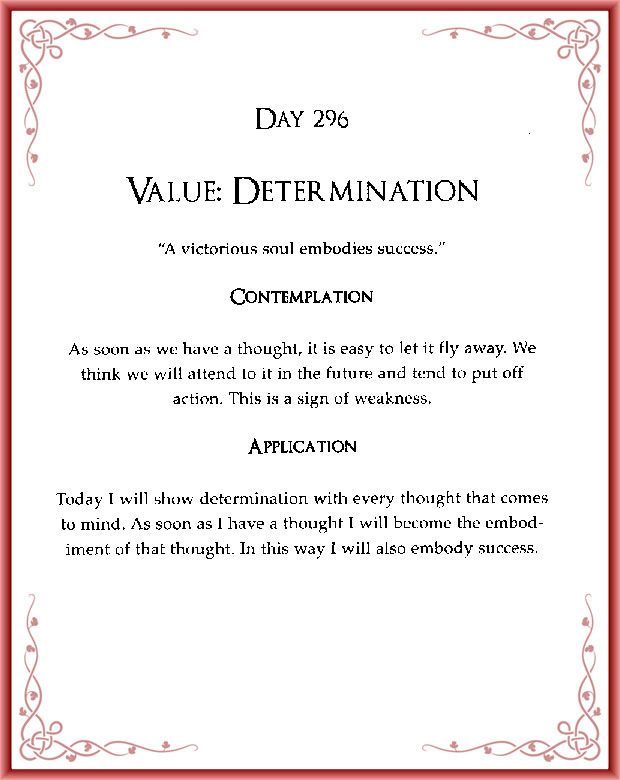 DAY 296
VALUE: DETERMINATION
“A victorious soul embodies success.”
CONTEMPLATION
As soon as we have a thought, it is easy to let it fly away. We
think we will attend to it in the future and tend to put off
action. This is a sign of weakness.
APPLICATION
Today I will show determination with every thought that comes
to mind. As soon as I have a thought I will become the embod-
iment of that thought. In this way I will also embody success.